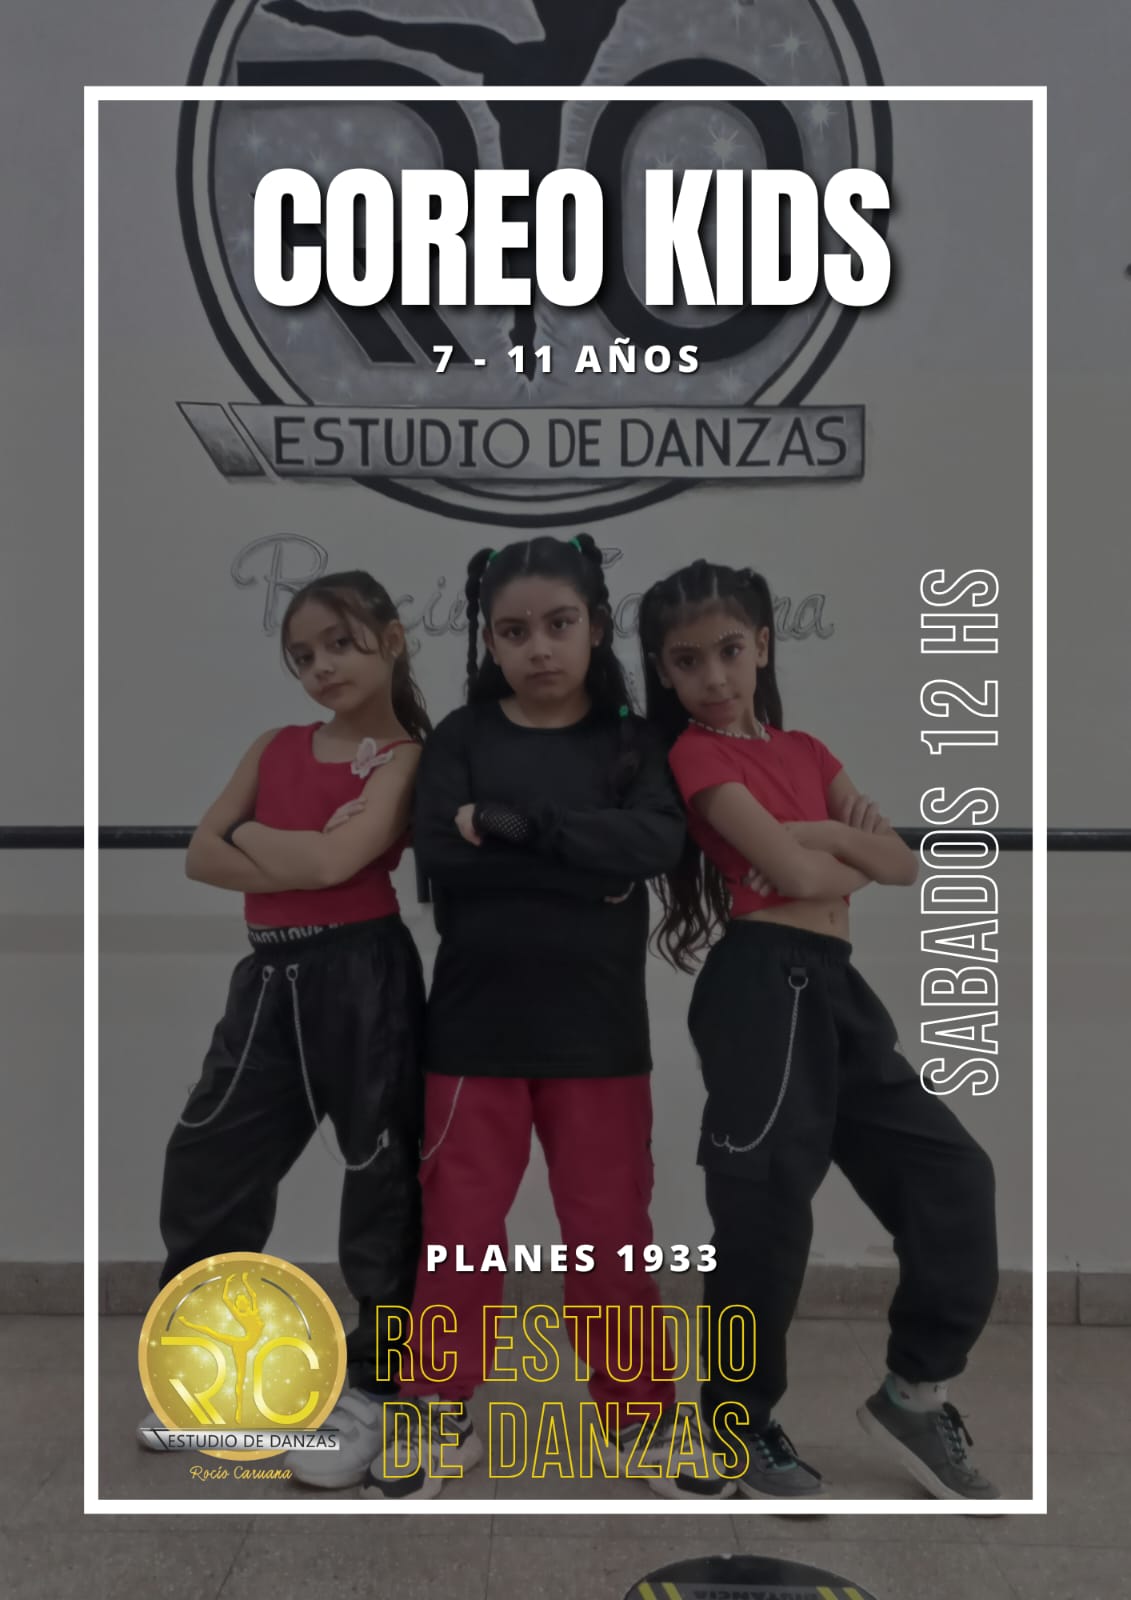 COREO KIDS
7 - 11 AÑOS
ESTUDIO DE DANZAS
SABADOS 12 HS
PLANES 1933
RC ESTUDIO
DE DANZAS
RC
ESTUDIO DE DANZAS
Rocío Caruana